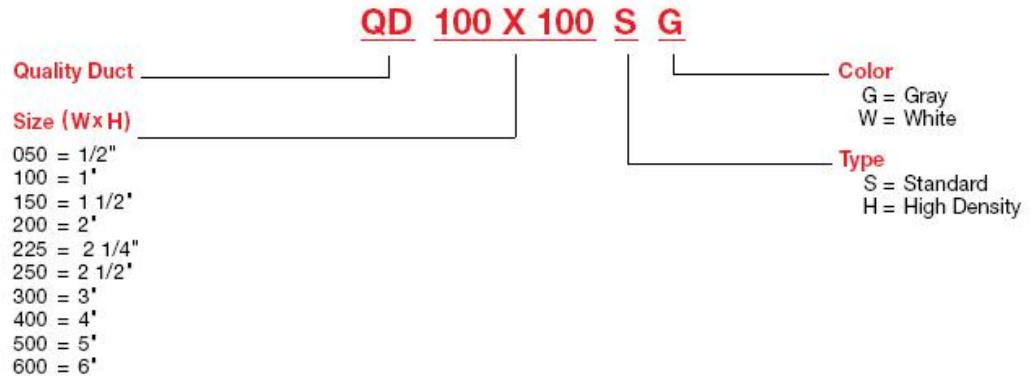 QD 100 X 100 S G
Quality Duct
Size (WxH)
050 = 1/2"
100 = 1"
150 = 1 1/2"
200 = 2"
225 = 2 1/4"
250 = 2 1/2"
300 = 3"
400 = 4"
500 = 5"
600 = 6"
Color
G = Gray
W = White
Type
S = Standard
H = High Density